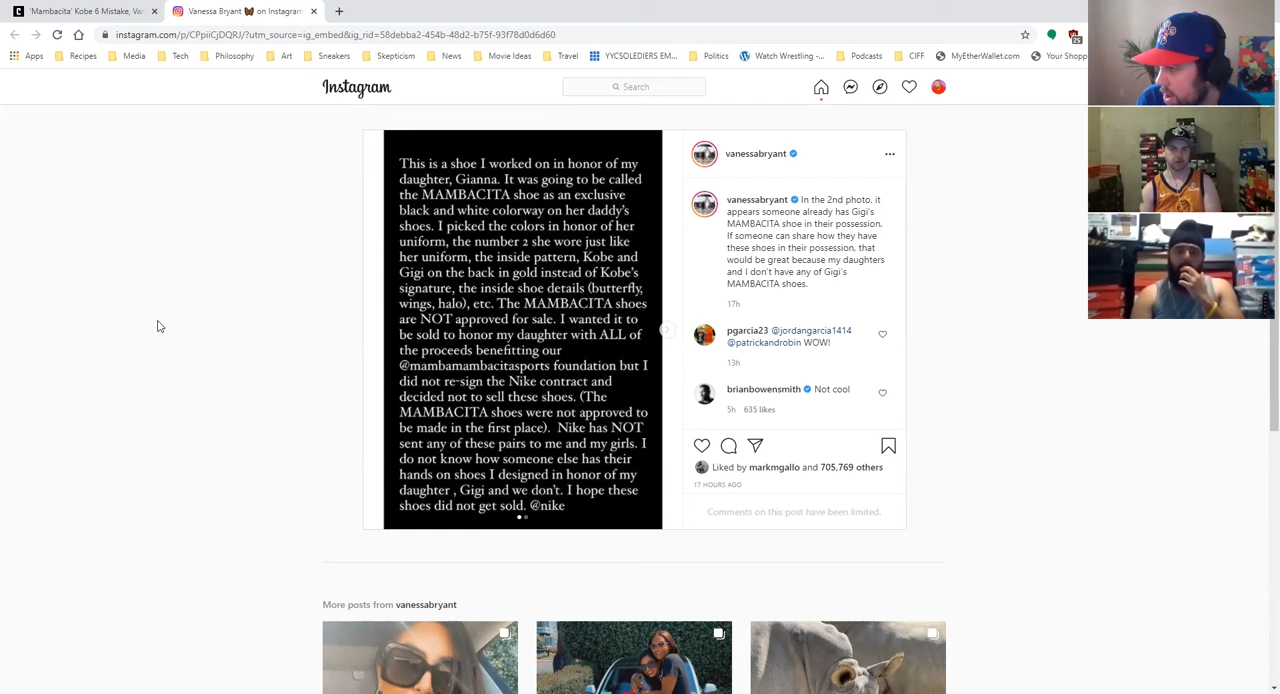 'Mambacita' Kobe 6 Mistake, Van
Vanessa Bryant 🦋 on Instagram
instagram.com/p/CPpiiCjDQRJ/?utm_source=ig_embed&ig_rid=58debba2-454b-48d2-b75f-93f78d0d6d60
Apps Recipes Media Tech Art Philosophy Sneakers Skepticism News Movie Ideas Travel YYCSOLEDIERS EM... Politics Watch Wrestling -... Podcasts CIFF MyEtherWallet.com Your Shopp
Instagram
Search
This is a shoe I worked on in honor of my
daughter, Gianna. It was going to be called
the MAMBACITA shoe as an exclusive
black and white colorway on her daddy's
shoes. I picked the colors in honor of her
uniform, the number 2 she wore just like
her uniform, the inside pattern, Kobe and
Gigi on the back in gold instead of Kobe's
signature, the inside shoe details (butterfly,
wings, halo), etc. The MAMBACITA shoes
are NOT approved for sale. I wanted it to
be sold to honor my daughter with ALL of
the proceeds benefitting our
@mambamambacitasports foundation but I
did not re-sign the Nike contract and
decided not to sell these shoes. (The
MAMBACITA shoes were not approved to
be made in the first place). Nike has NOT
sent any of these pairs to me and my girls. I
do not know how someone else has their
hands on shoes I designed in honor of my
daughter , Gigi and we don't. I hope these
shoes did not get sold. @nike
vanessabryant
vanessabryant In the 2nd photo, it
appears someone already has Gigi's
MAMBACITA shoe in their possession.
If someone can share how they have
these shoes in their possession, that
would be great because my daughters
and I don't have any of Gigi's
MAMBACITA shoes.
17h
pgarcia23 @jordangarcia1414
@patrickandrobin WOW!
13h
brianbowensmith Not cool
5h 635 likes
Liked by markmgallo and 705,769 others
17 HOURS AGO
Comments on this post have been limited.
More posts from vanessabryant